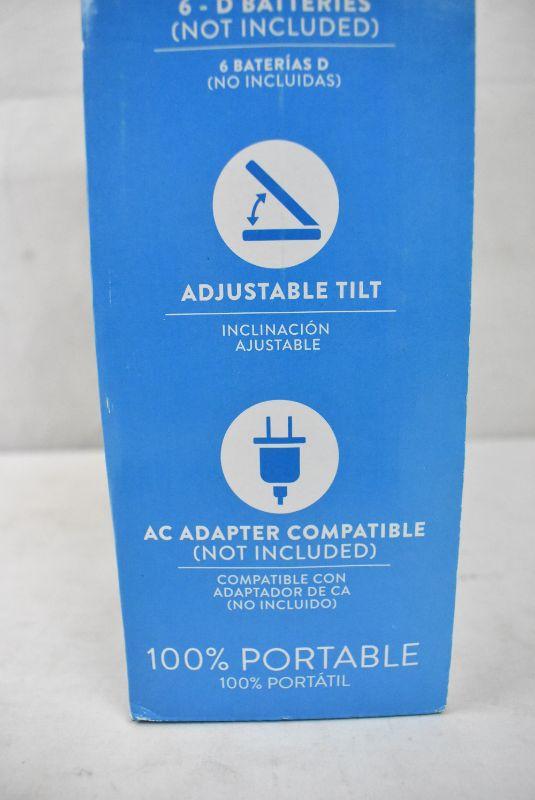 6 - D BATTERIES
(NOT INCLUDED)
6 BATERÍAS D
(NO INCLUIDAS)
ADJUSTABLE TILT
INCLINACIÓN
AJUSTABLE
AC ADAPTER COMPATIBLE
(NOT INCLUDED)
COMPATIBLE CON
ADAPTADOR DE CA
(NO INCLUIDO)
100% PORTABLE
100% PORTÁTIL